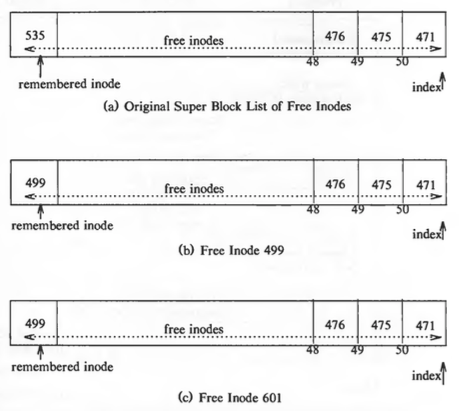 535 free inodes 476 475 471
48 49 50
remembered inode index
(a) Original Super Block List of Free Inodes
499 free inodes 476 475 471
48 49 50
remembered inode index
(b) Free Inode 499
499 free inodes 476 475 471
48 49 50
remembered inode index
(c) Free Inode 601